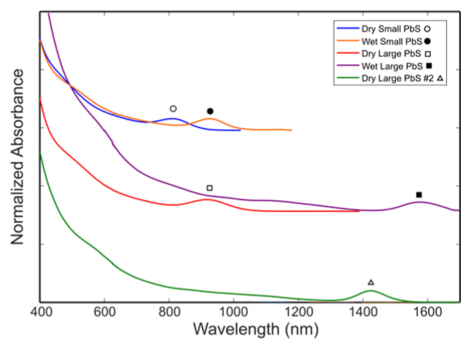 Dry Small PbS ○
Wet Small PbS ●
Dry Large PbS □
Wet Large PbS ■
Dry Large PbS #2 △
Normalized Absorbance
400 600 800 1000 1200 1400 1600
Wavelength (nm)